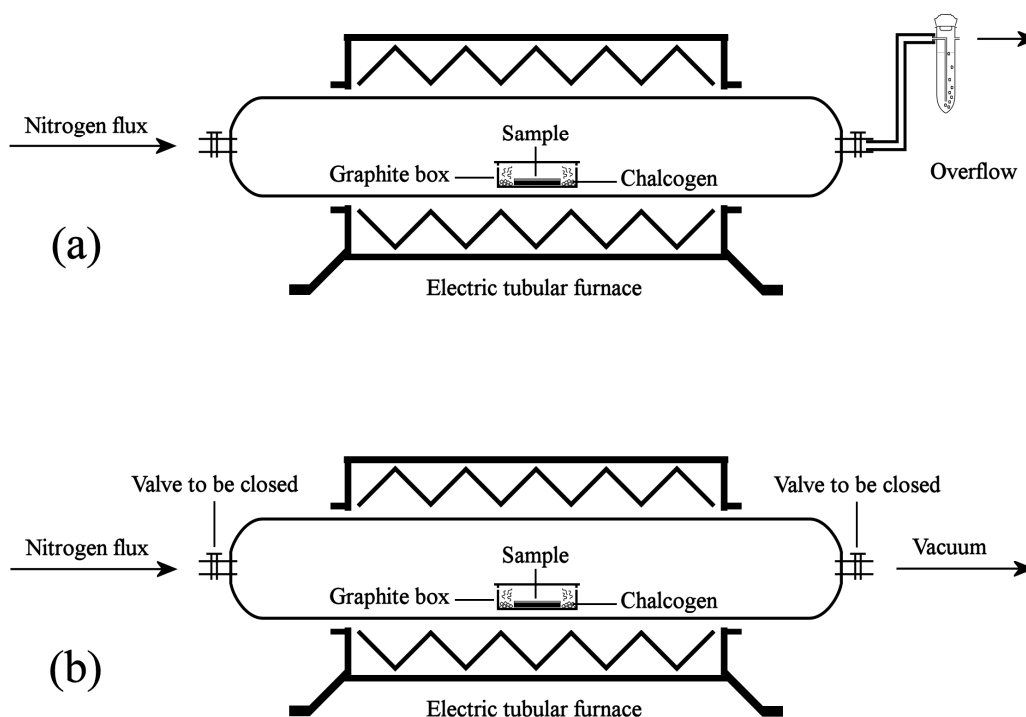 Nitrogen flux
Sample
Graphite box
Chalcogen
Overflow
(a)
Electric tubular furnace
Valve to be closed
Valve to be closed
Nitrogen flux
Sample
Vacuum
Graphite box
Chalcogen
(b)
Electric tubular furnace